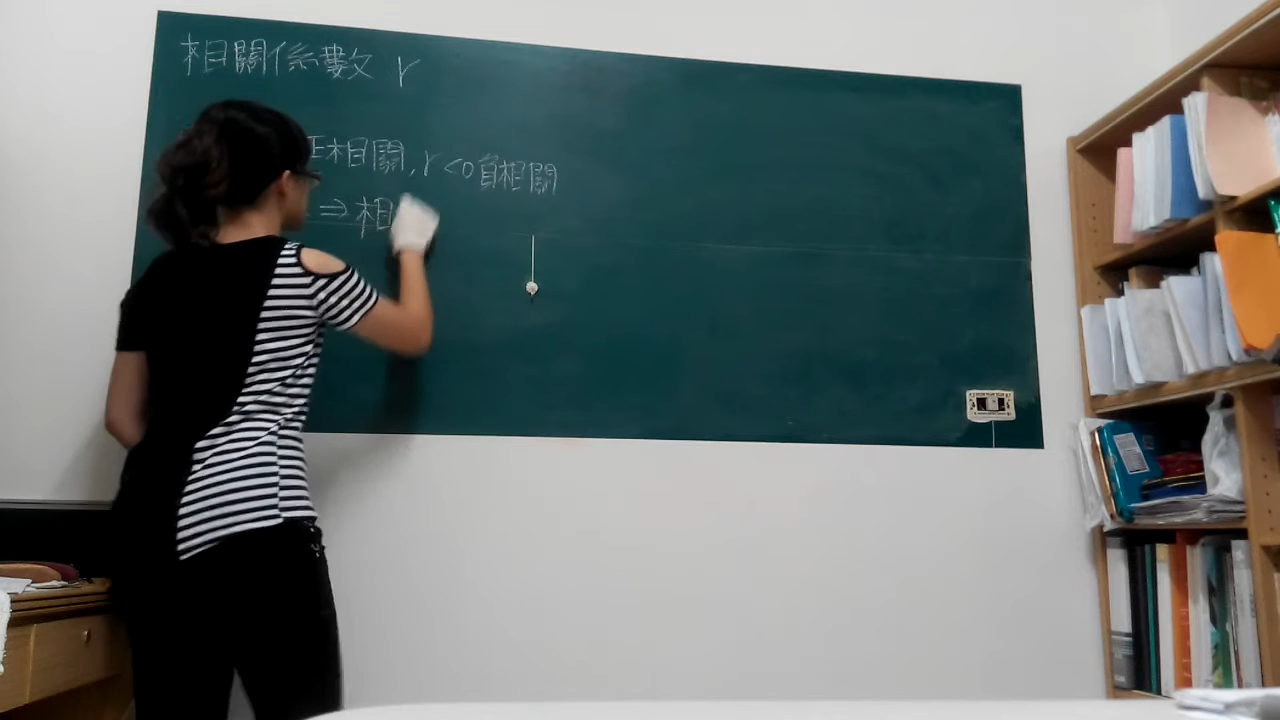 相關係數 r
正相關, r<0 負相關
⇒ 相